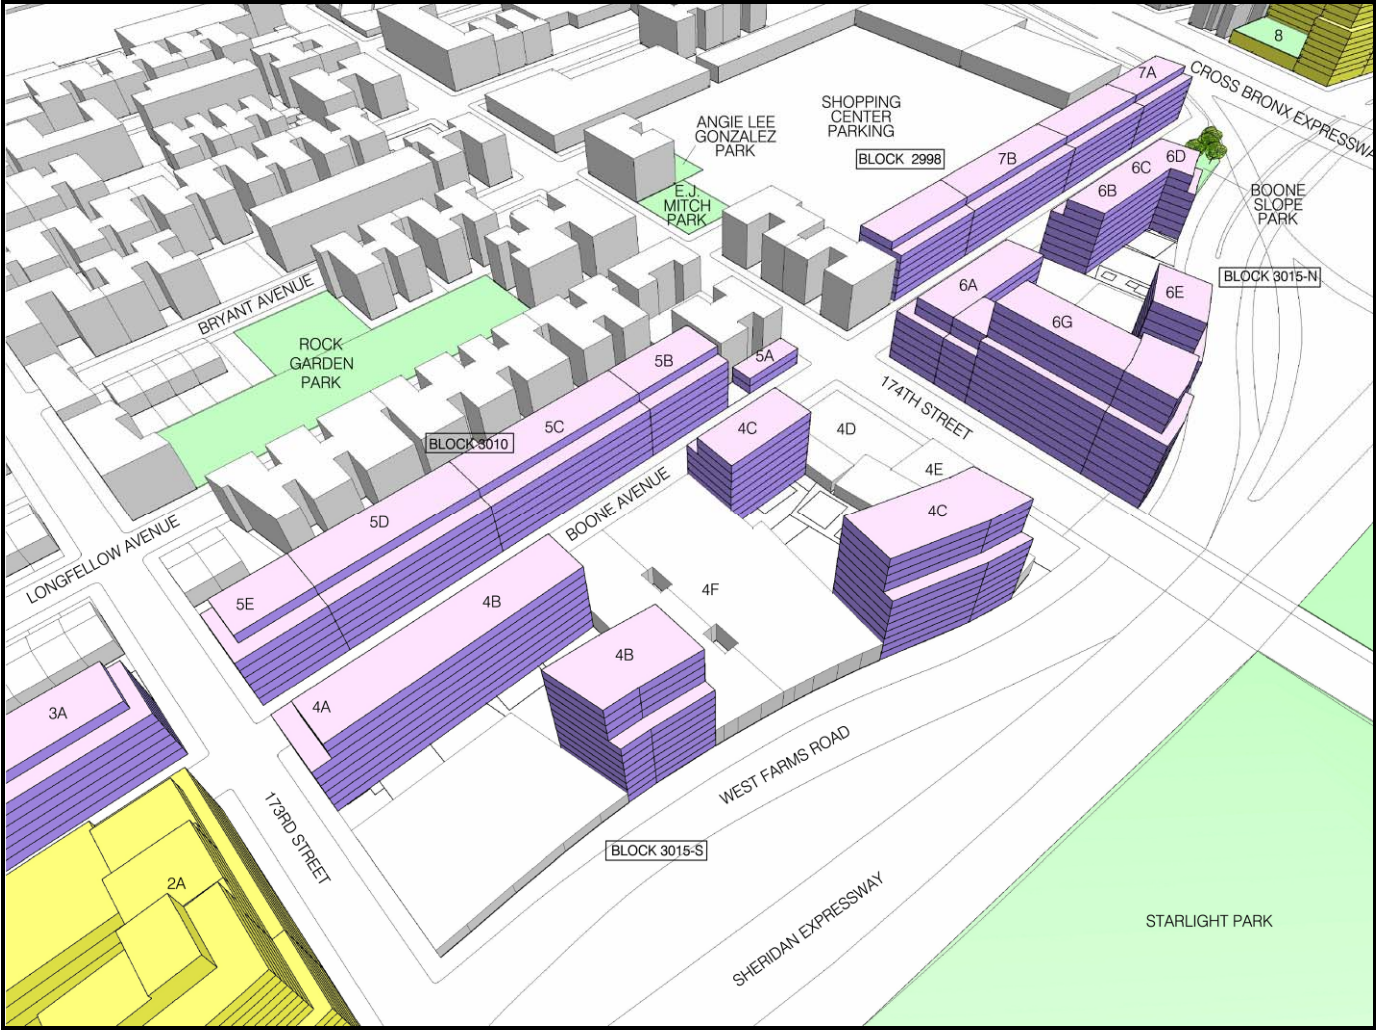 8
7A
CROSS BRONX EXPRESSWA
SHOPPING
CENTER
PARKING
ANGIE LEE
GONZALEZ
PARK
BLOCK 2998
7B
6D
6C
6B
E.J.
MITCH
PARK
BOONE
SLOPE
PARK
BLOCK 3015-N
6A
6E
6G
BRYANT AVENUE
ROCK
GARDEN
PARK
5B
5A
174TH STREET
5C
4C
4D
BLOCK 3010
4E
BOONE AVENUE
5D
4C
LONGFELLOW AVENUE
4F
5E
4B
4B
4A
3A
WEST FARMS ROAD
173RD STREET
BLOCK 3015-S
2A
SHERIDAN EXPRESSWAY
STARLIGHT PARK